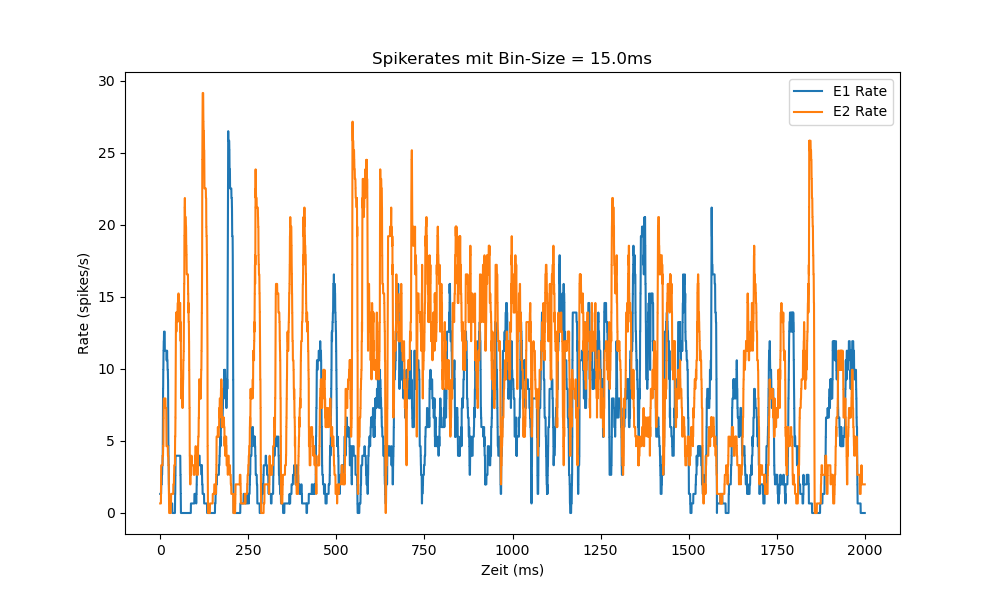 Spikerates mit Bin-Size = 15.0ms
E1 Rate
E2 Rate
Rate (spikes/s)
30
25
20
15
10
5
0
0 250 500 750 1000 1250 1500 1750 2000
Zeit (ms)